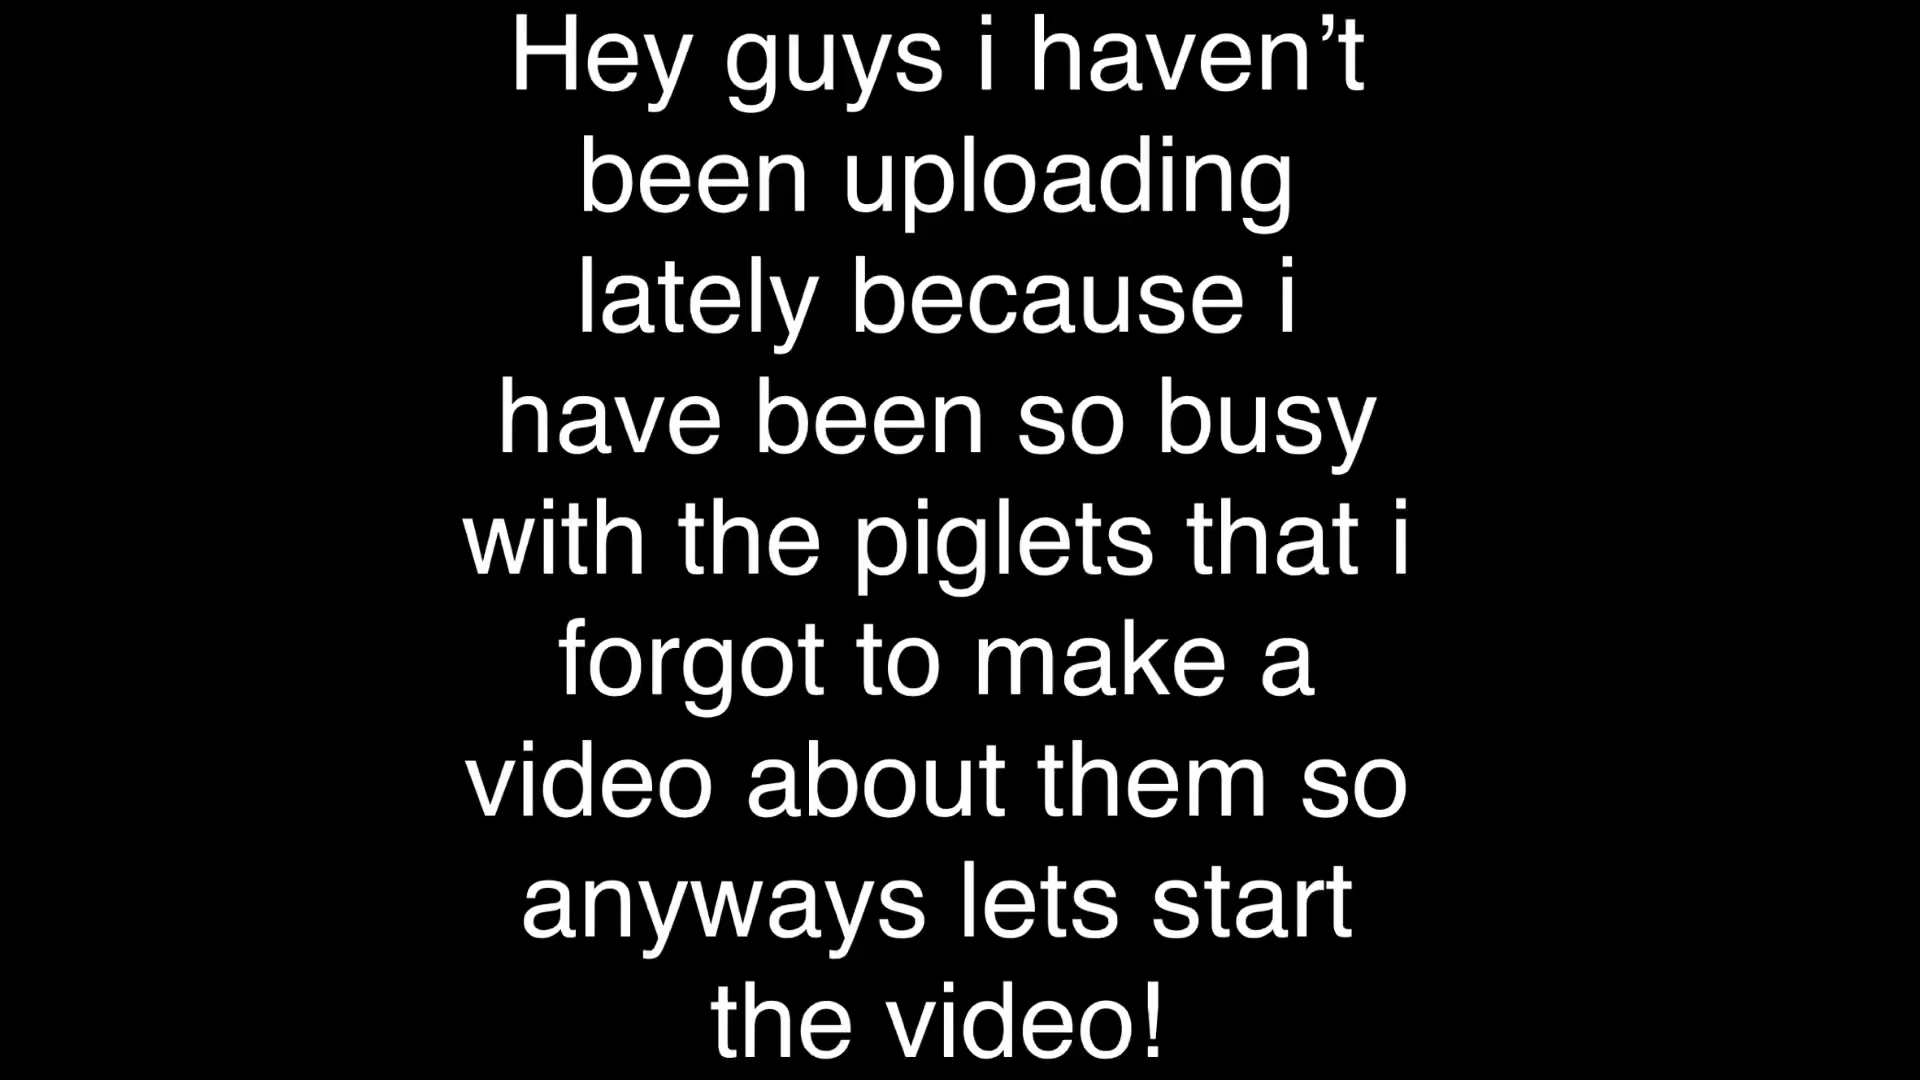 Hey guys i haven’t
been uploading
lately because i
have been so busy
with the piglets that i
forgot to make a
video about them so
anyways lets start
the video!